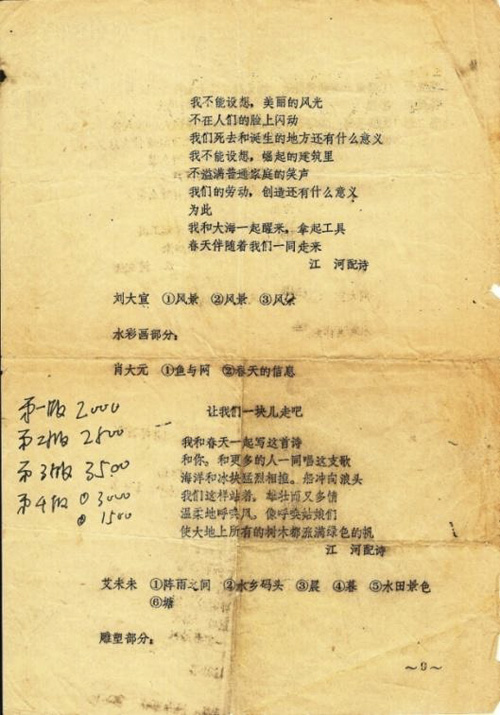 我不能设想，美丽的风光
不在人们的脸上闪动
我们死去和诞生的地方还有什么意义
我不能设想，崛起的建筑里
不溢满普通家庭的笑声
我们的劳动，创造还有什么意义
为此
我和大海一起醒来，拿起工具
春天伴随着我们一同走来
江　河配诗
刘大宣　①风景　②风景　③风景
水彩画部分：
肖大元　①鱼与网　②春天的信息
让我们一块儿走吧
我和春天一起写这首诗
和你，和更多的人一同唱这支歌
海洋和冰块猛烈相撞。船冲向浪头
我们这样站着，雄壮而又多情
温柔地呼唤风，像呼唤姑娘们
使大地上所有的树木都涨满绿色的帆
江　河配诗
第一版 2000
第2版 2800
第3版 3500
第4版 ① 3000
② 1500
艾未未　①阵雨之间　②水乡码头　③晨　④暮　⑤水田景色
⑥塘
雕塑部分：
～9～